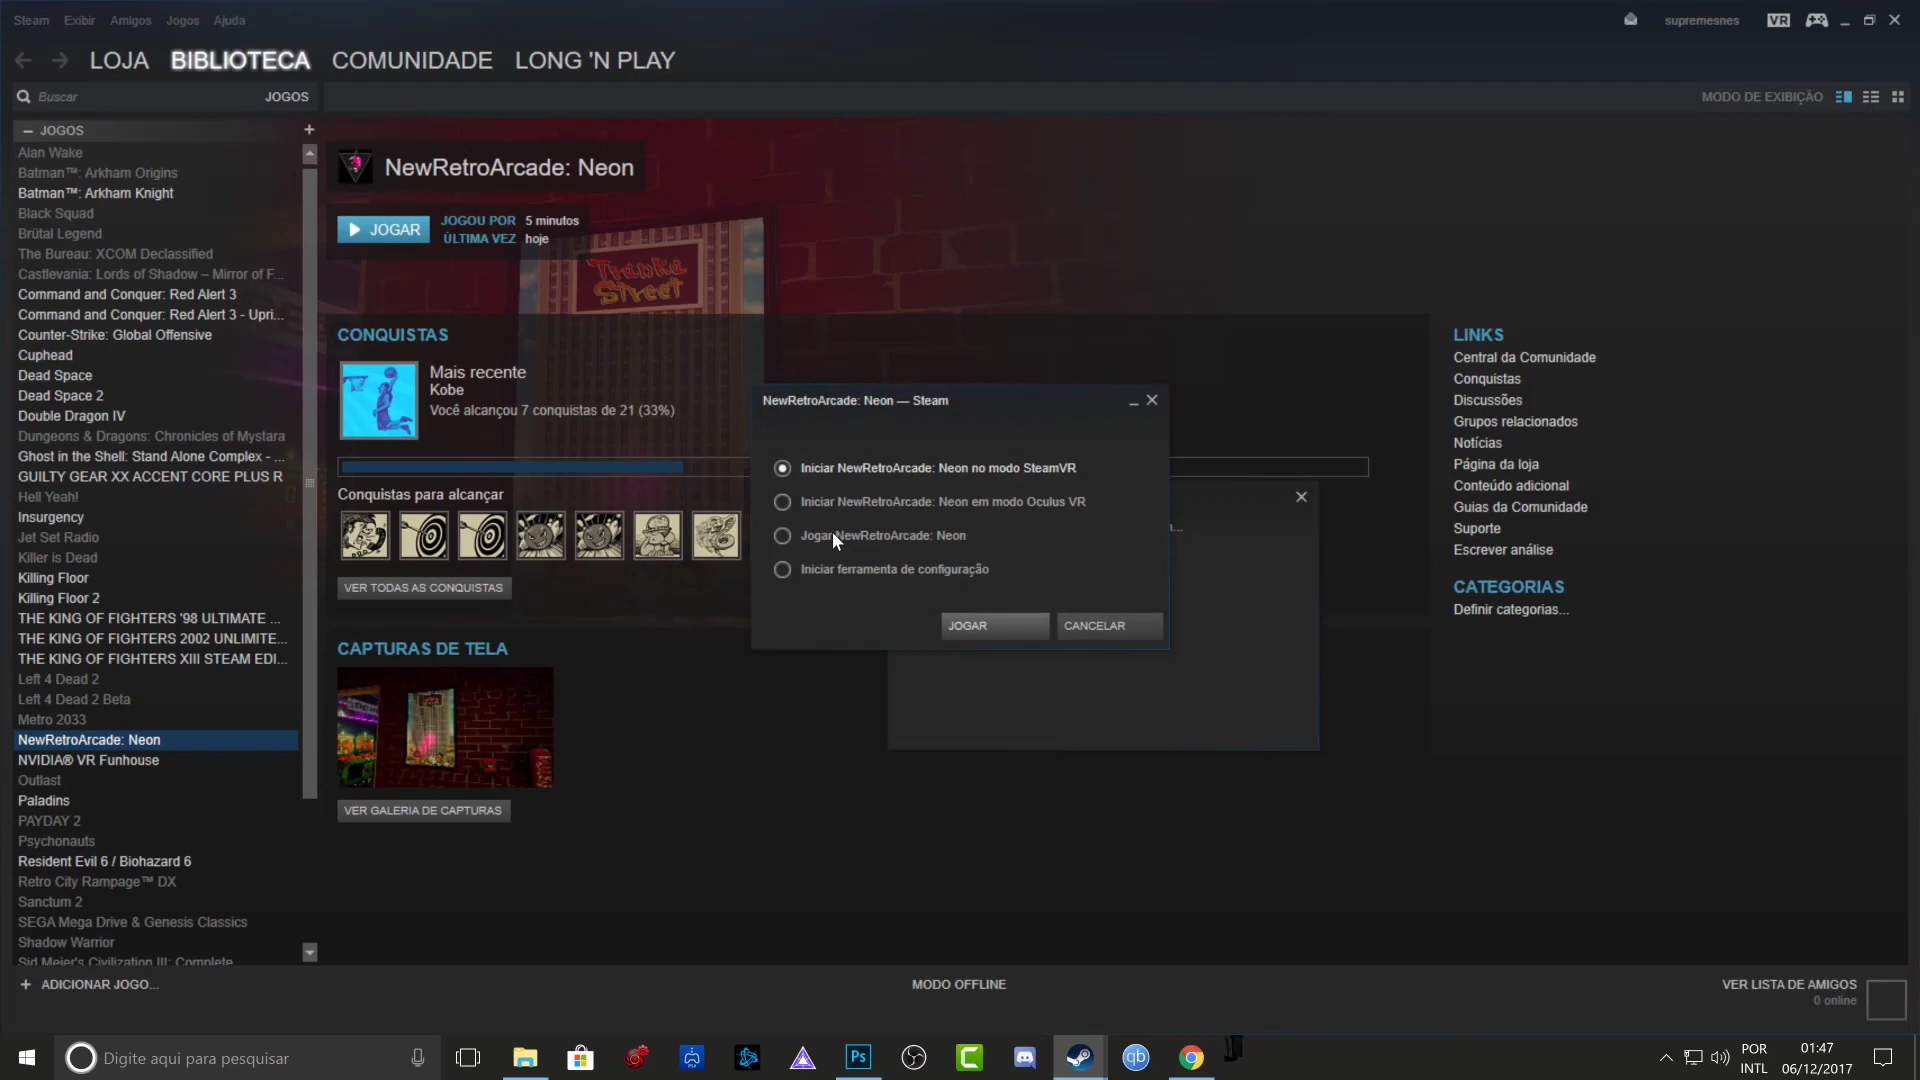 Steam Exibir Amigos Jogos Ajuda
supremesnes VR
LOJA BIBLIOTECA COMUNIDADE LONG 'N PLAY
Buscar JOGOS MODO DE EXIBIÇÃO
– JOGOS +
Alan Wake
Batman™: Arkham Origins
Batman™: Arkham Knight
Black Squad
Brütal Legend
The Bureau: XCOM Declassified
Castlevania: Lords of Shadow – Mirror of F...
Command and Conquer: Red Alert 3
Command and Conquer: Red Alert 3 - Upri...
Counter-Strike: Global Offensive
Cuphead
Dead Space
Dead Space 2
Double Dragon IV
Dungeons & Dragons: Chronicles of Mystara
Ghost in the Shell: Stand Alone Complex - ...
GUILTY GEAR XX ACCENT CORE PLUS R
Hell Yeah!
Insurgency
Jet Set Radio
Killer is Dead
Killing Floor
Killing Floor 2
THE KING OF FIGHTERS '98 ULTIMATE ...
THE KING OF FIGHTERS 2002 UNLIMITE...
THE KING OF FIGHTERS XIII STEAM EDI...
Left 4 Dead 2
Left 4 Dead 2 Beta
Metro 2033
NewRetroArcade: Neon
NVIDIA® VR Funhouse
Outlast
Paladins
PAYDAY 2
Psychonauts
Resident Evil 6 / Biohazard 6
Retro City Rampage™ DX
Sanctum 2
SEGA Mega Drive & Genesis Classics
Shadow Warrior
Sid Meier's Civilization III: Complete
NewRetroArcade: Neon
JOGAR
JOGOU POR 5 minutos
ÚLTIMA VEZ hoje
Tranka
Street
CONQUISTAS
Mais recente
Kobe
Você alcançou 7 conquistas de 21 (33%)
Conquistas para alcançar
VER TODAS AS CONQUISTAS
CAPTURAS DE TELA
VER GALERIA DE CAPTURAS
NewRetroArcade: Neon — Steam
Iniciar NewRetroArcade: Neon no modo SteamVR
Iniciar NewRetroArcade: Neon em modo Oculus VR
Jogar NewRetroArcade: Neon
Iniciar ferramenta de configuração
JOGAR CANCELAR
LINKS
Central da Comunidade
Conquistas
Discussões
Grupos relacionados
Notícias
Página da loja
Conteúdo adicional
Guias da Comunidade
Suporte
Escrever análise
CATEGORIAS
Definir categorias...
+ ADICIONAR JOGO... MODO OFFLINE VER LISTA DE AMIGOS
0 online
Digite aqui para pesquisar
PS4
Ps
qb
POR
INTL
01:47
06/12/2017